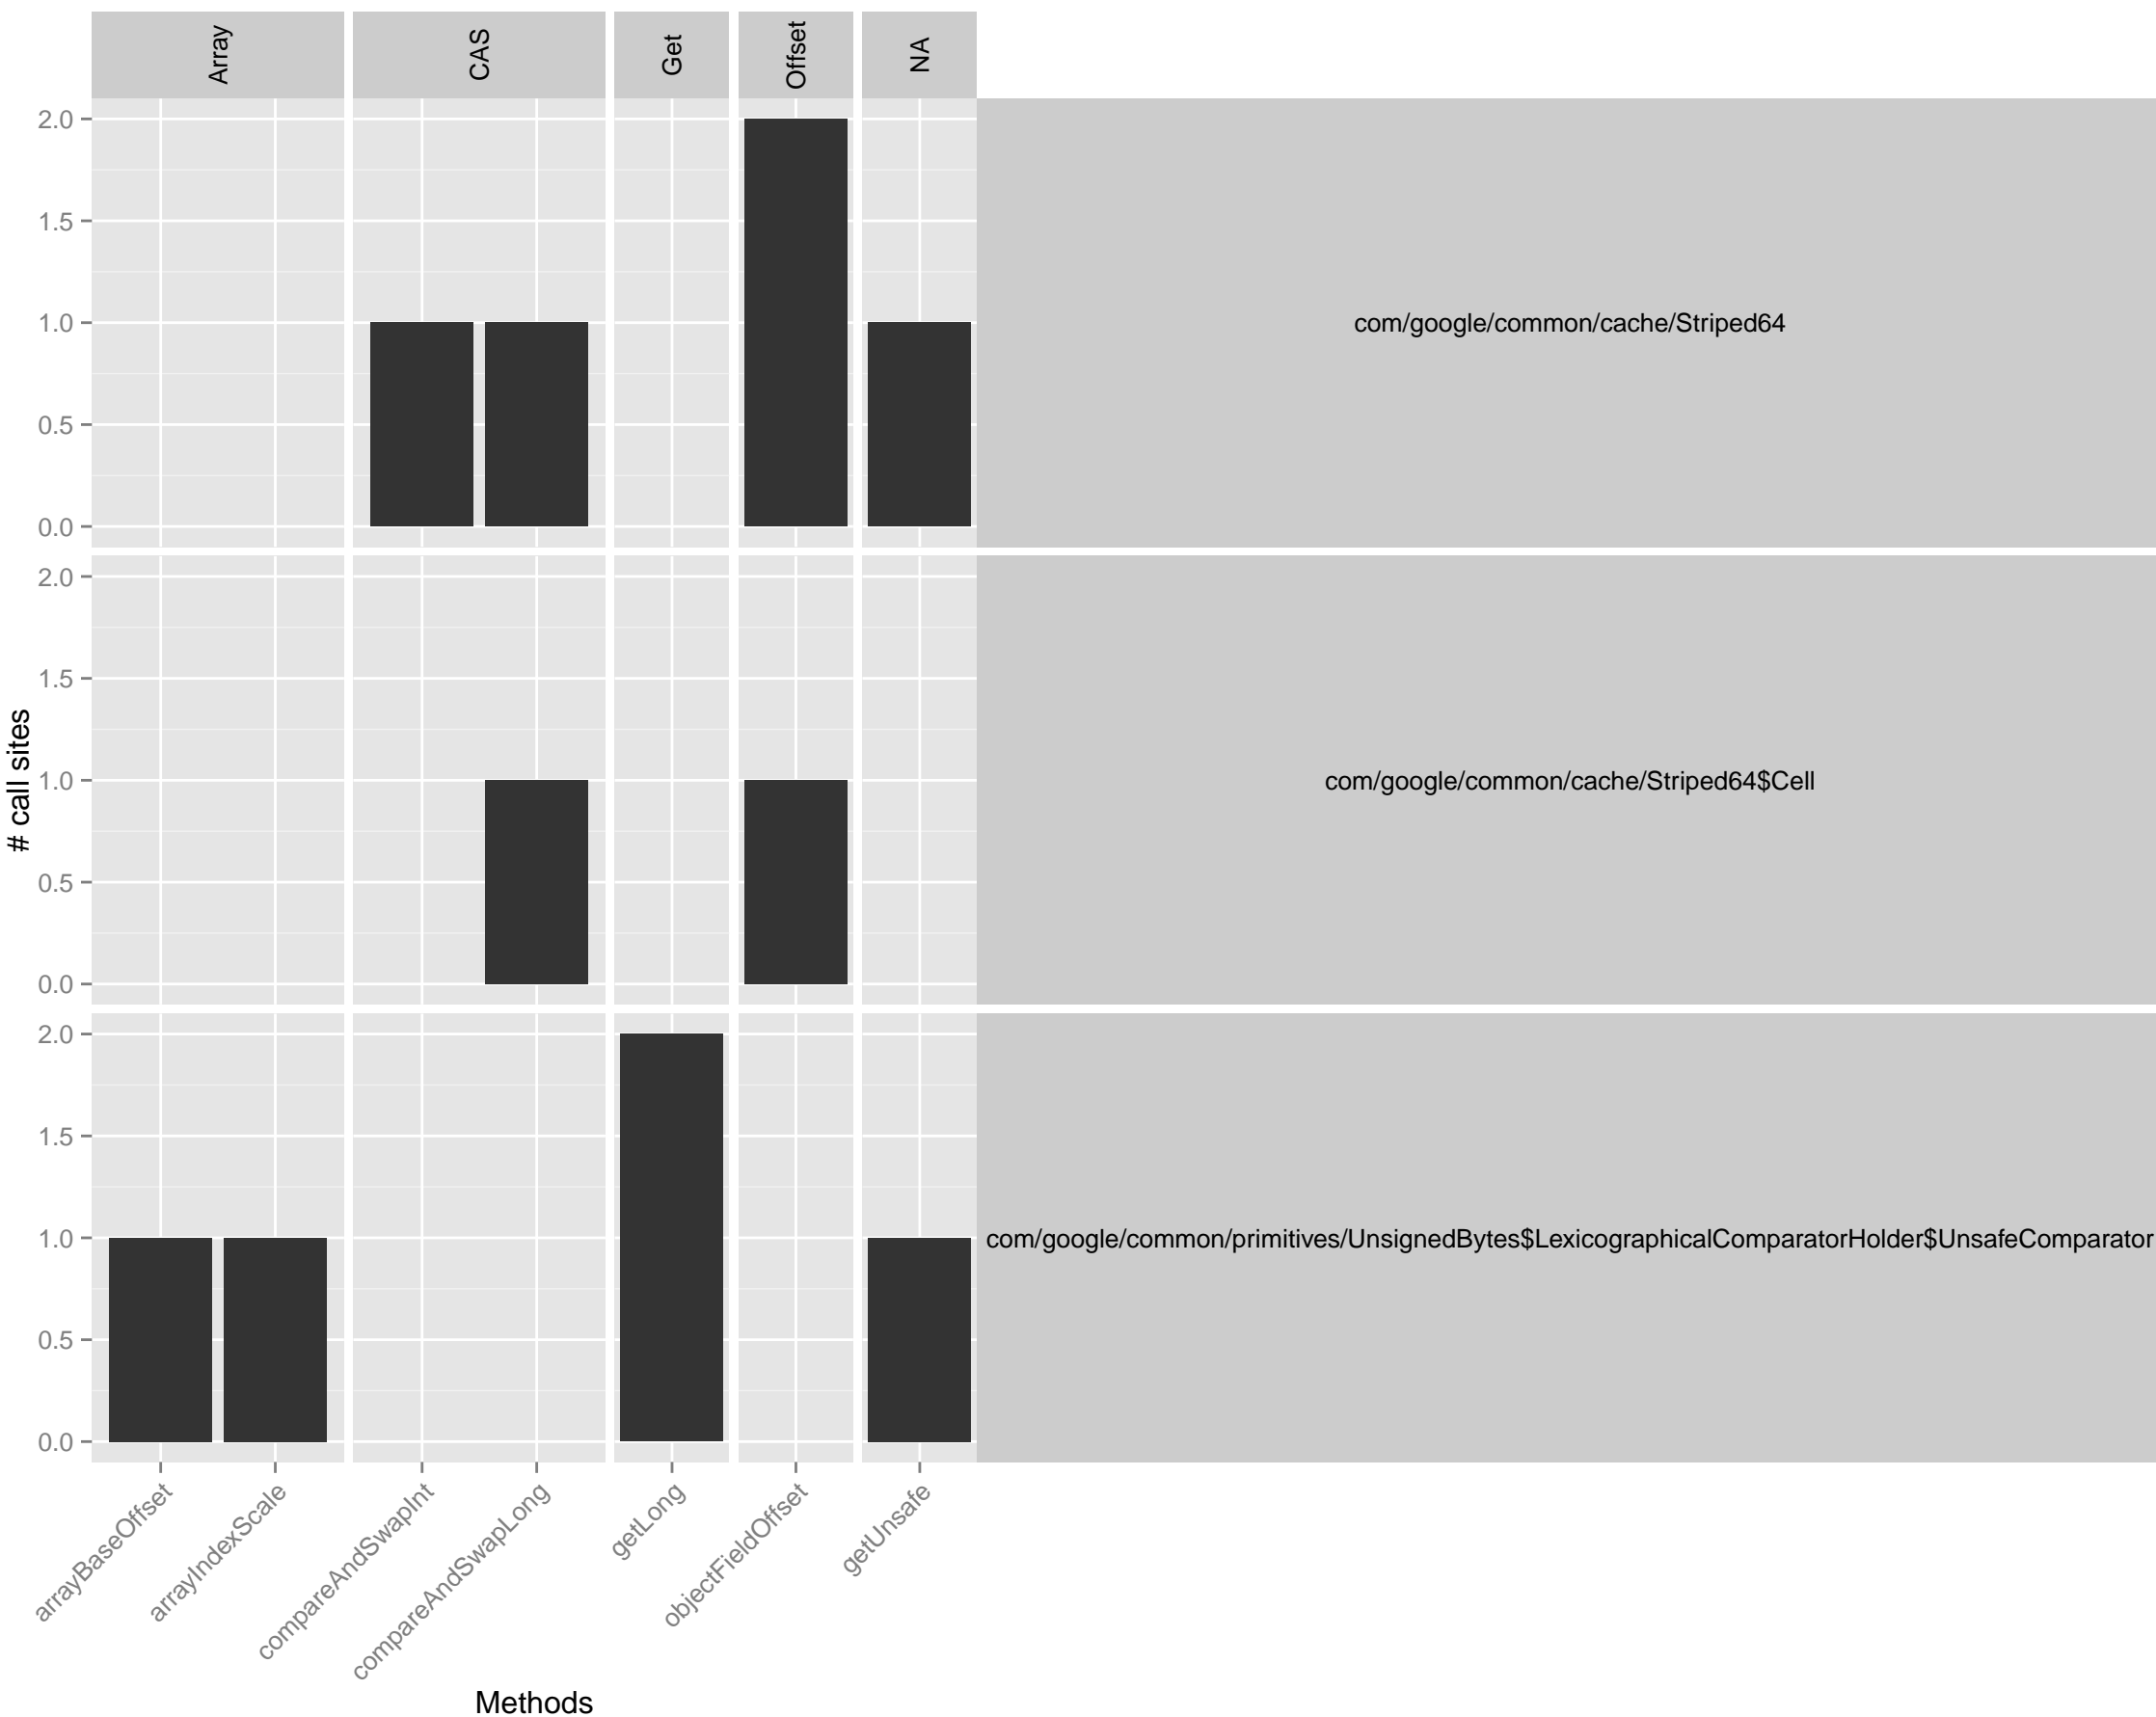 Array
CAS
Get
Offset
NA
2.0
1.5
1.0
0.5
0.0
com/google/common/cache/Striped64
2.0
1.5
1.0
0.5
0.0
com/google/common/cache/Striped64$Cell
2.0
1.5
1.0
0.5
0.0
com/google/common/primitives/UnsignedBytes$LexicographicalComparatorHolder$UnsafeComparator
# call sites
arrayBaseOffset
arrayIndexScale
compareAndSwapInt
compareAndSwapLong
getLong
objectFieldOffset
getUnsafe
Methods